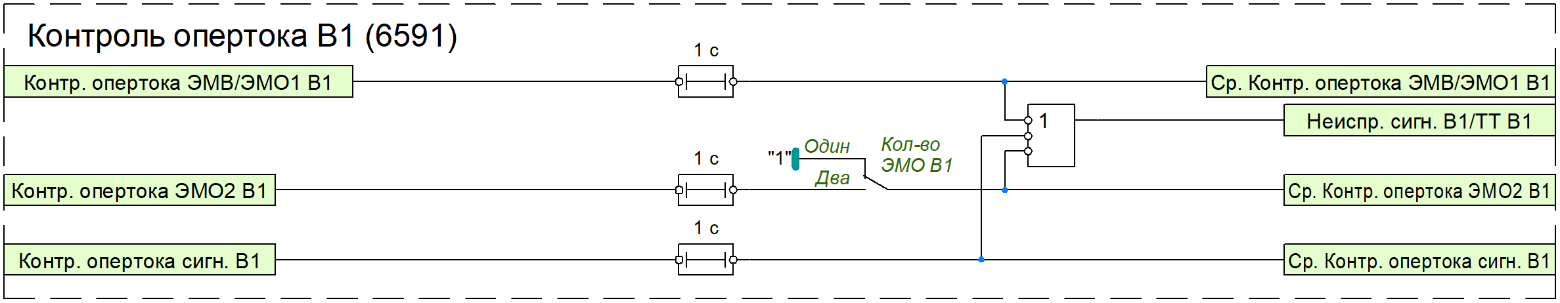 Контроль опертока В1 (6591)
1 с
Контр. опертока ЭМВ/ЭМО1 В1
Ср. Контр. опертока ЭМВ/ЭМО1 В1
1
Неиспр. сигн. В1/ТТ В1
"1"
Один
Кол-во
ЭМО В1
1 с
Два
Контр. опертока ЭМО2 В1
Ср. Контр. опертока ЭМО2 В1
1 с
Контр. опертока сигн. В1
Ср. Контр. опертока сигн. В1